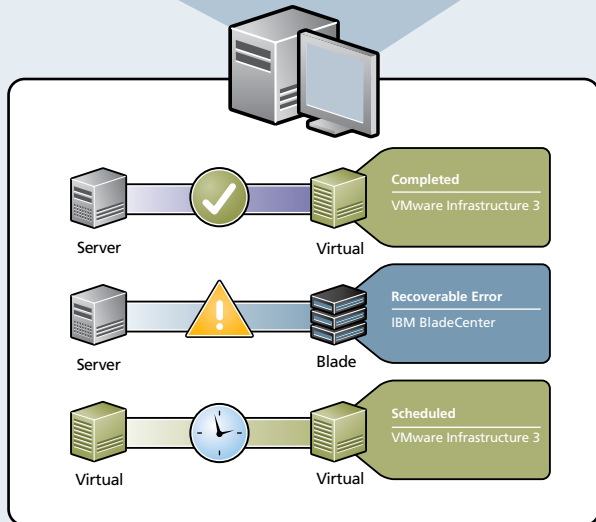 Completed
VMware Infrastructure 3
Server
Virtual
Recoverable Error
IBM BladeCenter
Server
Blade
Scheduled
VMware Infrastructure 3
Virtual
Virtual